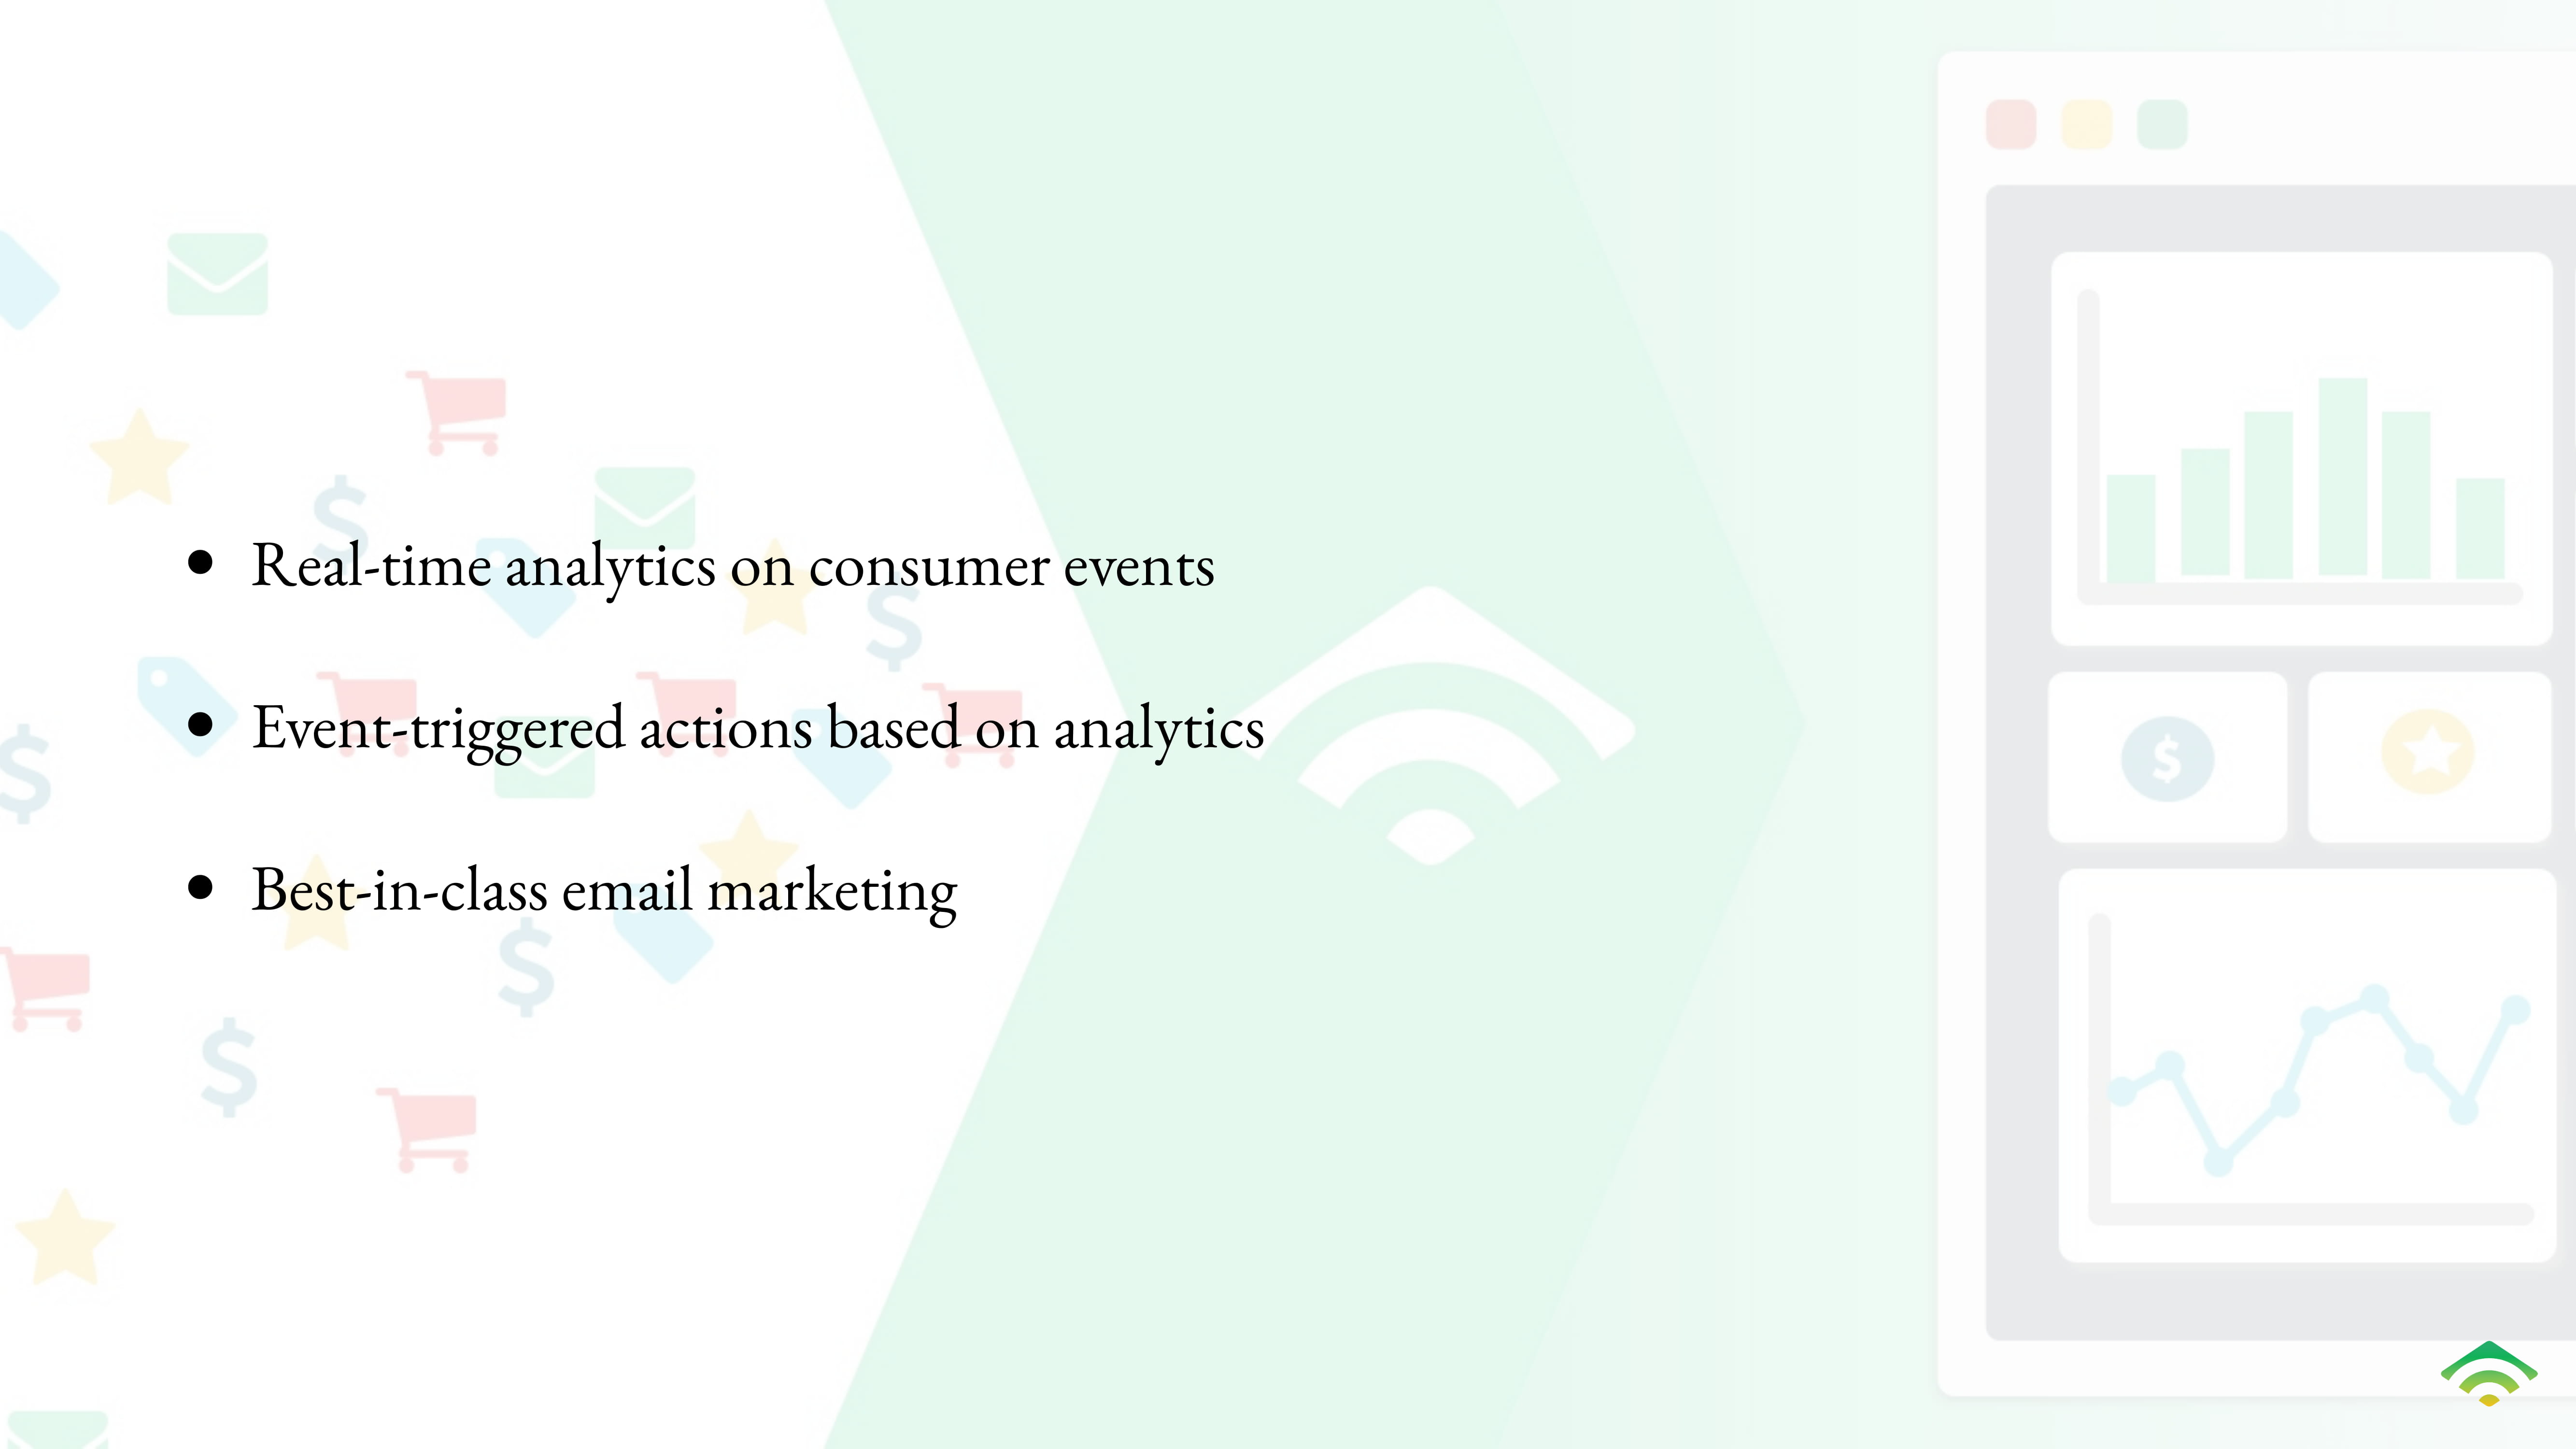 • Real-time analytics on consumer events
• Event-triggered actions based on analytics
• Best-in-class email marketing